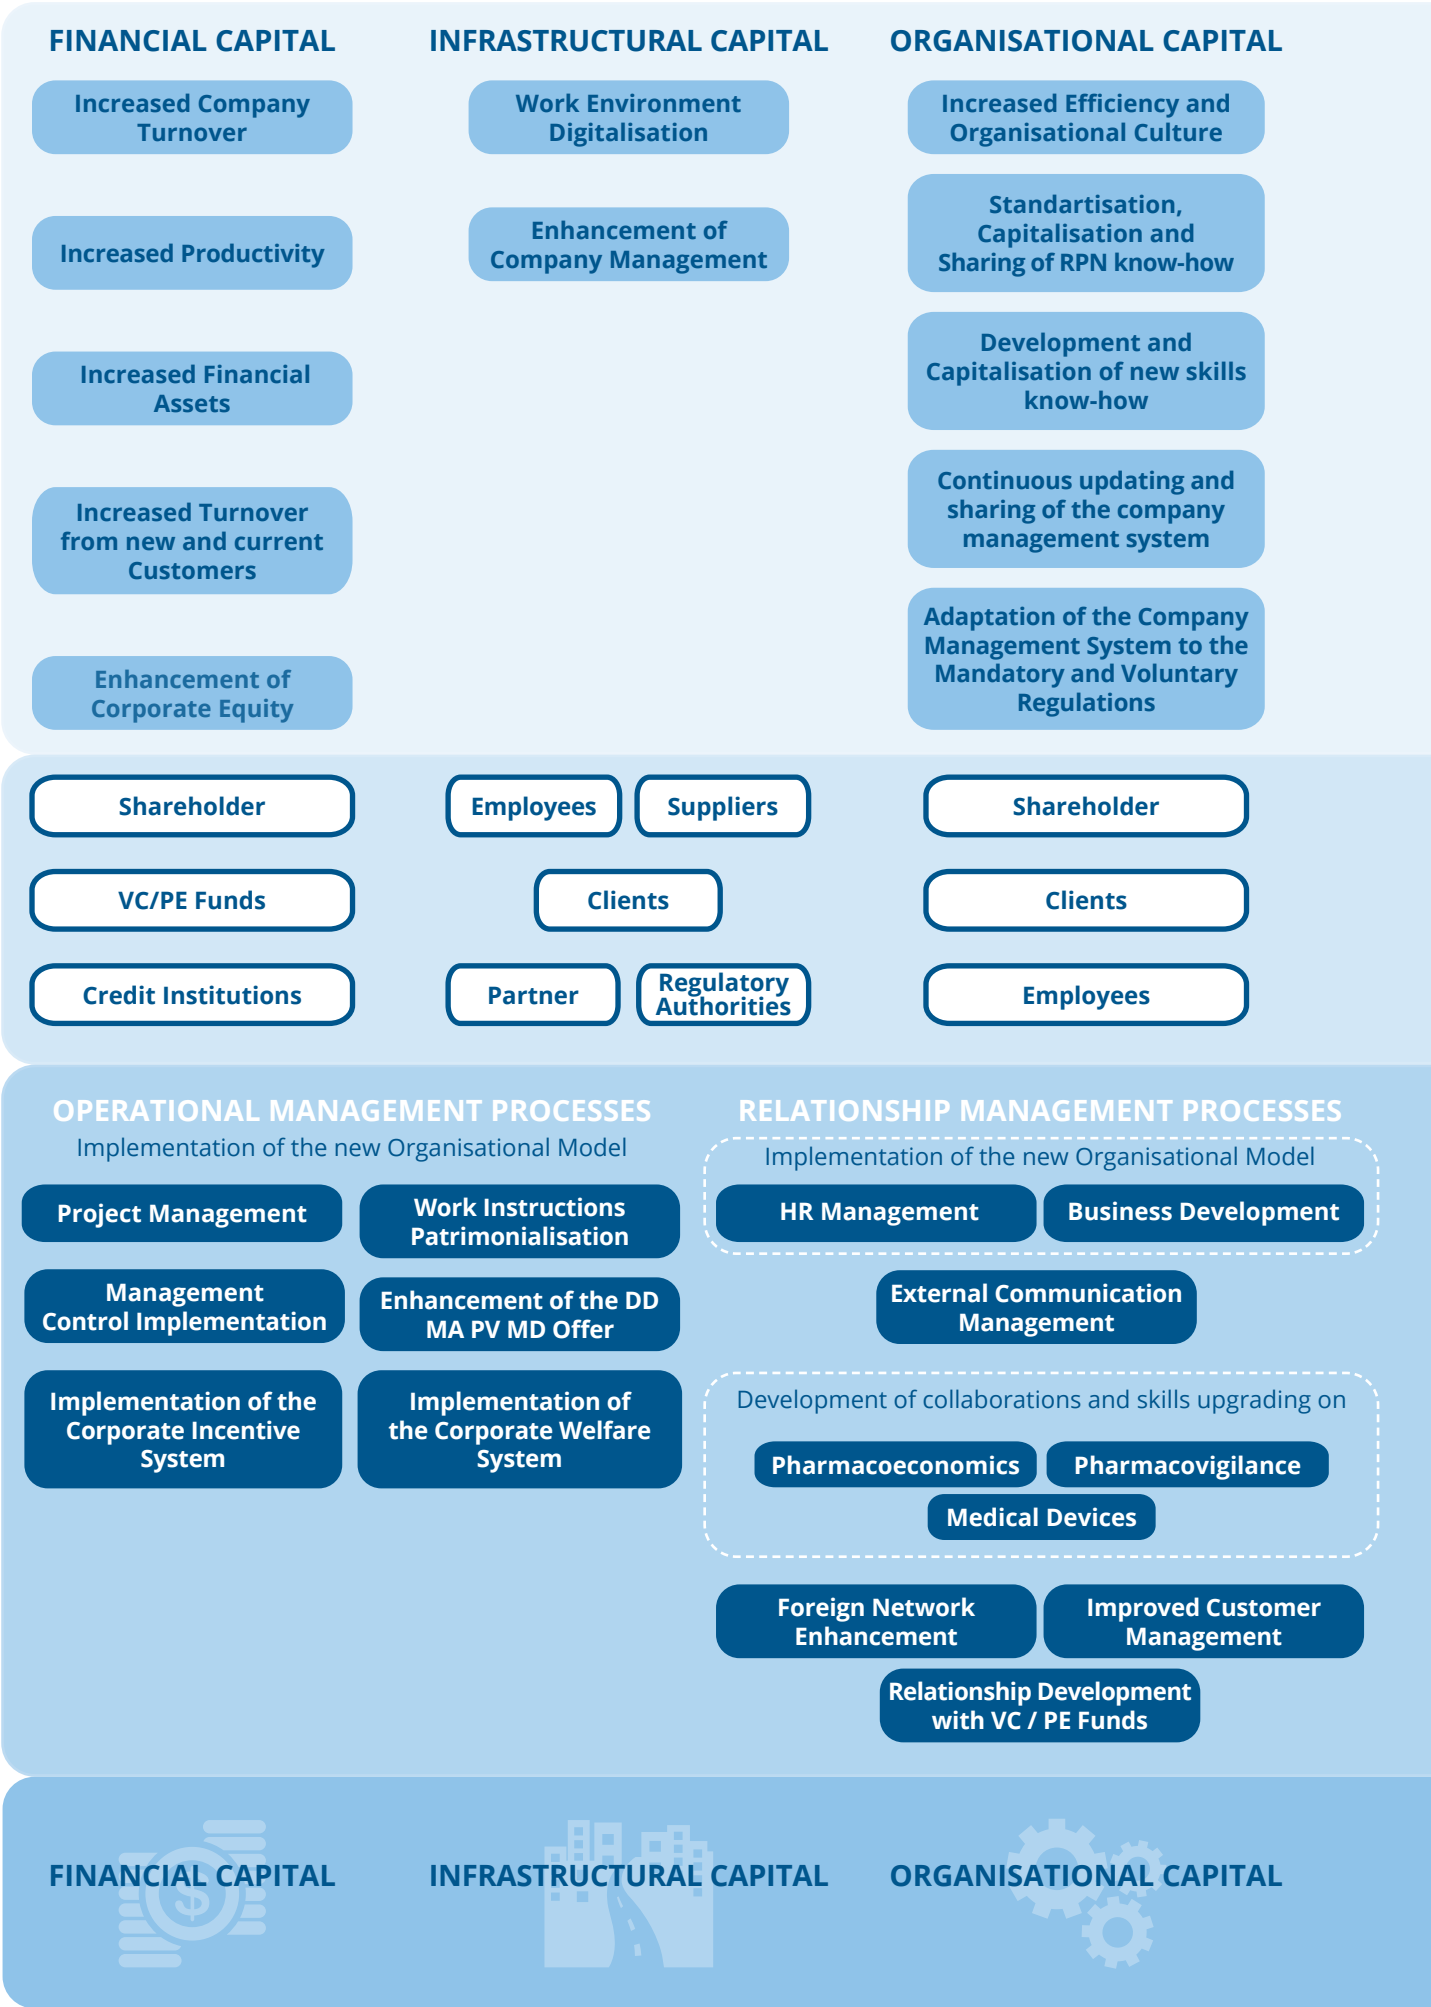 FINANCIAL CAPITAL
Increased Company
Turnover
Increased Productivity
Increased Financial
Assets
Increased Turnover
from new and current
Customers
Enhancement of
Corporate Equity
INFRASTRUCTURAL CAPITAL
Work Environment
Digitalisation
Enhancement of
Company Management
ORGANISATIONAL CAPITAL
Increased Efficiency and
Organisational Culture
Standartisation,
Capitalisation and
Sharing of RPN know-how
Development and
Capitalisation of new skills
know-how
Continuous updating and
sharing of the company
management system
Adaptation of the Company
Management System to the
Mandatory and Voluntary
Regulations
Shareholder
VC/PE Funds
Credit Institutions
Employees
Suppliers
Clients
Partner
Regulatory
Authorities
Shareholder
Clients
Employees
OPERATIONAL MANAGEMENT PROCESSES
Implementation of the new Organisational Model
Project Management
Work Instructions
Patrimonialisation
Management
Control Implementation
Enhancement of the DD
MA PV MD Offer
Implementation of the
Corporate Incentive
System
Implementation of
the Corporate Welfare
System
RELATIONSHIP MANAGEMENT PROCESSES
Implementation of the new Organisational Model
HR Management
Business Development
External Communication
Management
Development of collaborations and skills upgrading on
Pharmacoeconomics
Pharmacovigilance
Medical Devices
Foreign Network
Enhancement
Improved Customer
Management
Relationship Development
with VC / PE Funds
FINANCIAL CAPITAL
INFRASTRUCTURAL CAPITAL
ORGANISATIONAL CAPITAL